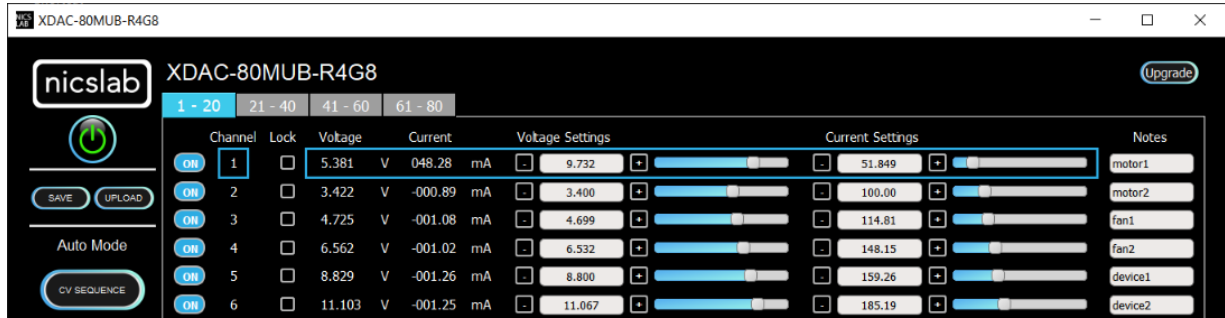 NICS LAB XDAC-80MUB-R4G8
nicslab XDAC-80MUB-R4G8 Upgrade
1 - 20 21 - 40 41 - 60 61 - 80
Channel Lock Voltage Current Voltage Settings Current Settings Notes
ON 1 5.381 V 048.28 mA - 9.732 + - 51.849 + motor1
SAVE UPLOAD ON 2 3.422 V -000.89 mA - 3.400 + - 100.00 + motor2
ON 3 4.725 V -001.08 mA - 4.699 + - 114.81 + fan1
Auto Mode ON 4 6.562 V -001.02 mA - 6.532 + - 148.15 + fan2
CV SEQUENCE ON 5 8.829 V -001.26 mA - 8.800 + - 159.26 + device1
ON 6 11.103 V -001.25 mA - 11.067 + - 185.19 + device2